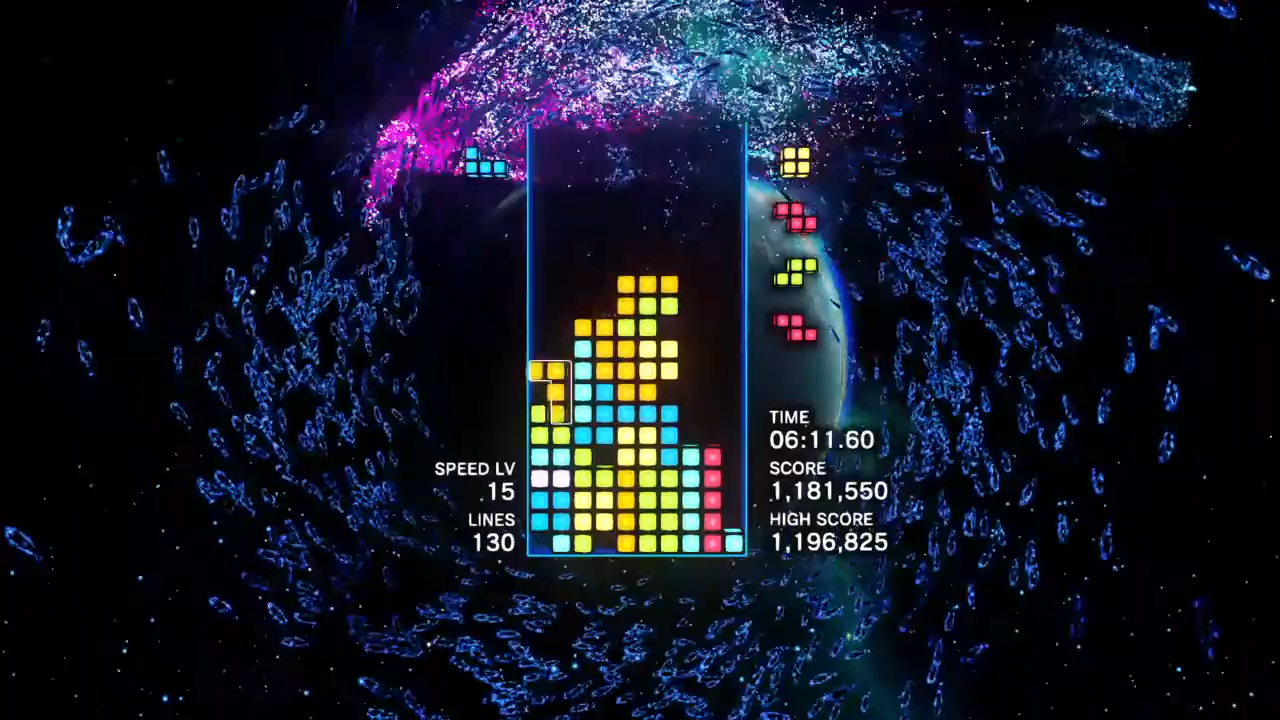 SPEED LV
15
LINES
130
TIME
06:11.60
SCORE
1,181,550
HIGH SCORE
1,196,825